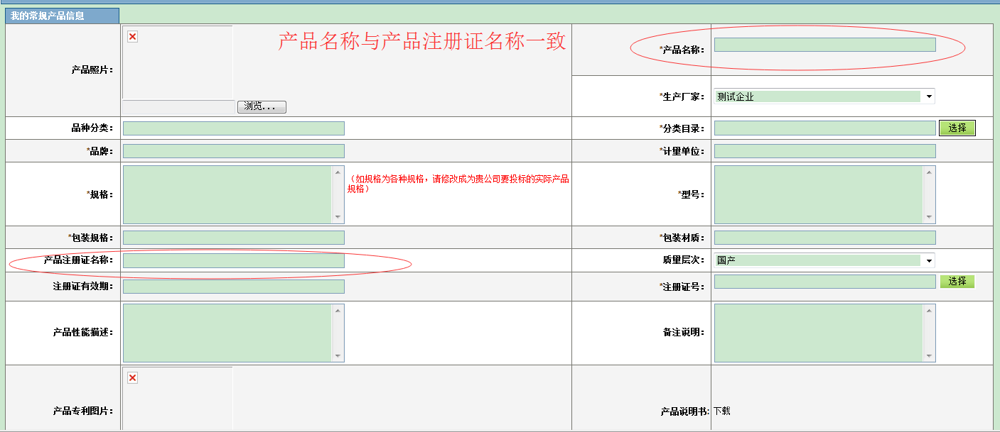 我的常规产品信息
产品照片：
产品名称与产品注册证名称一致
浏览...
*产品名称：
*生产厂家：
测试企业
品种分类：
*分类目录：
选择
*品牌：
*计量单位：
*规格：
（如规格为各种规格，请修改成为贵公司要投标的实际产品
规格）
*型号：
*包装规格：
*包装材质：
产品注册证名称：
质量层次：
国产
注册证有效期：
*注册证号：
选择
产品性能描述：
备注说明：
产品专利图片：
产品说明书:
下载